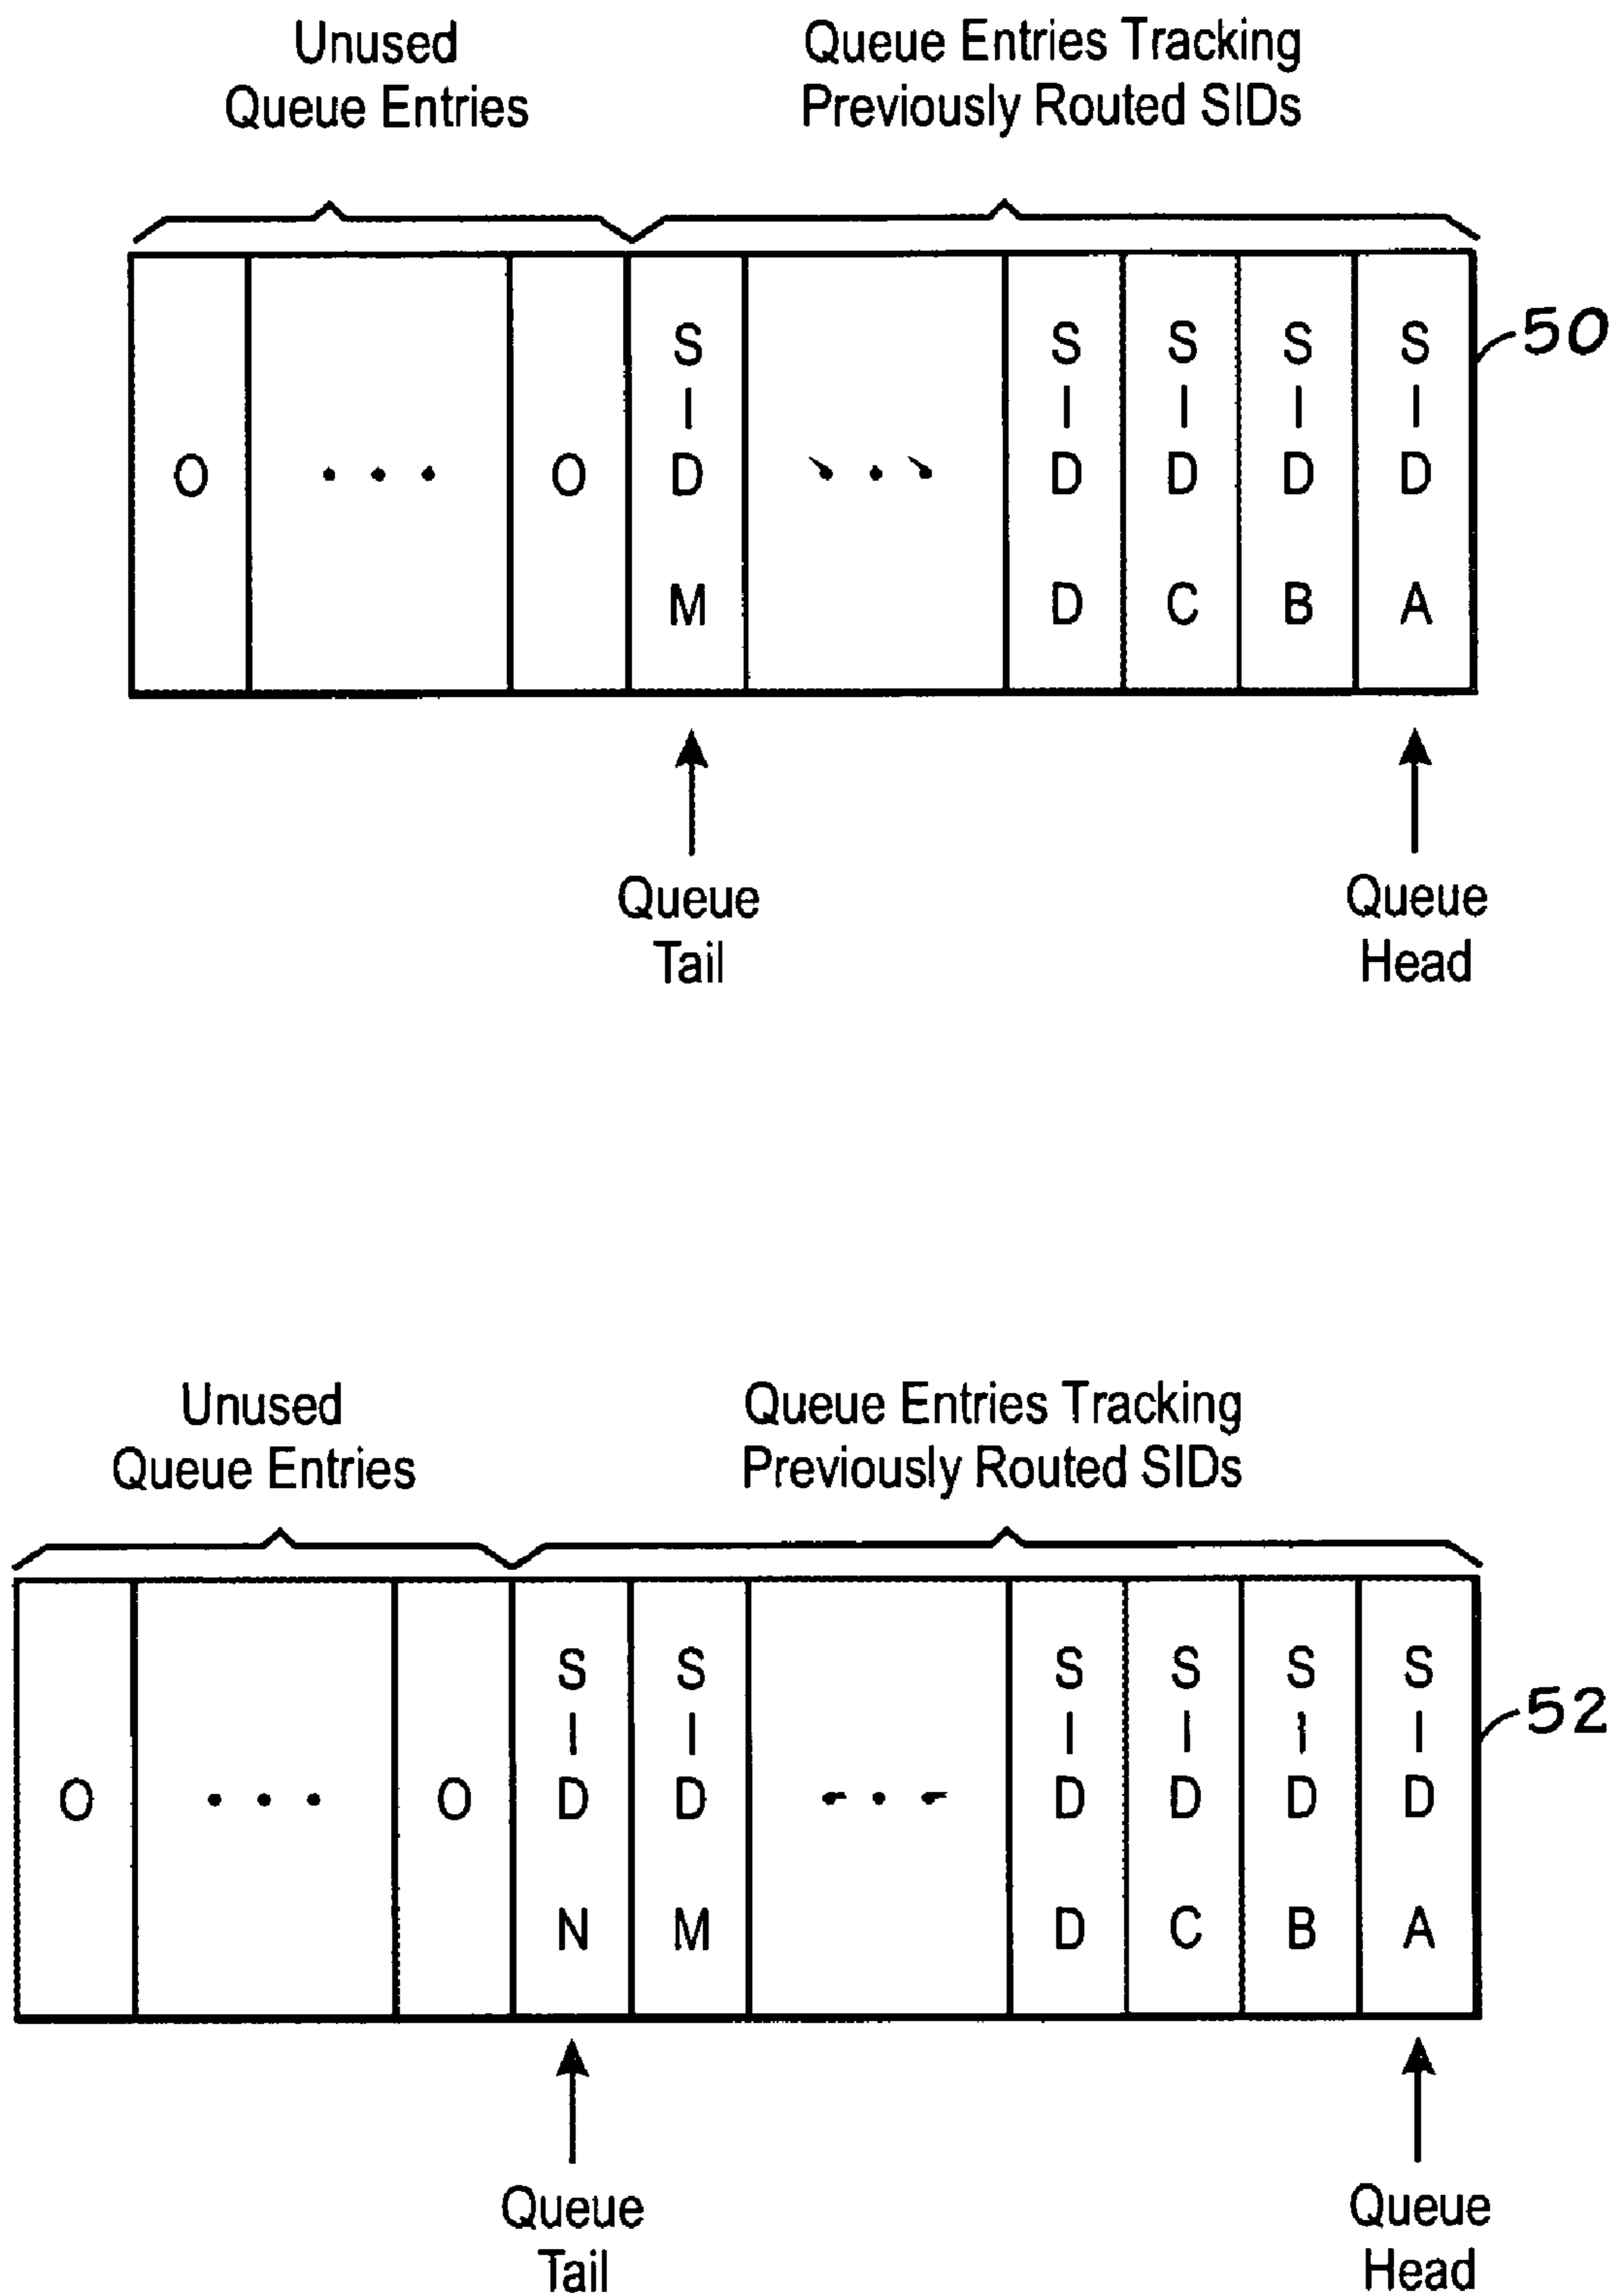 Unused
Queue Entries
Queue Entries Tracking
Previously Routed SIDs
O ... O S I D M ... S I D D S I D C S I D B S I D A
50
Queue
Tail
Queue
Head
Unused
Queue Entries
Queue Entries Tracking
Previously Routed SIDs
O ... O S I D N S I D M ... S I D D S I D C S I D B S I D A
52
Queue
Tail
Queue
Head